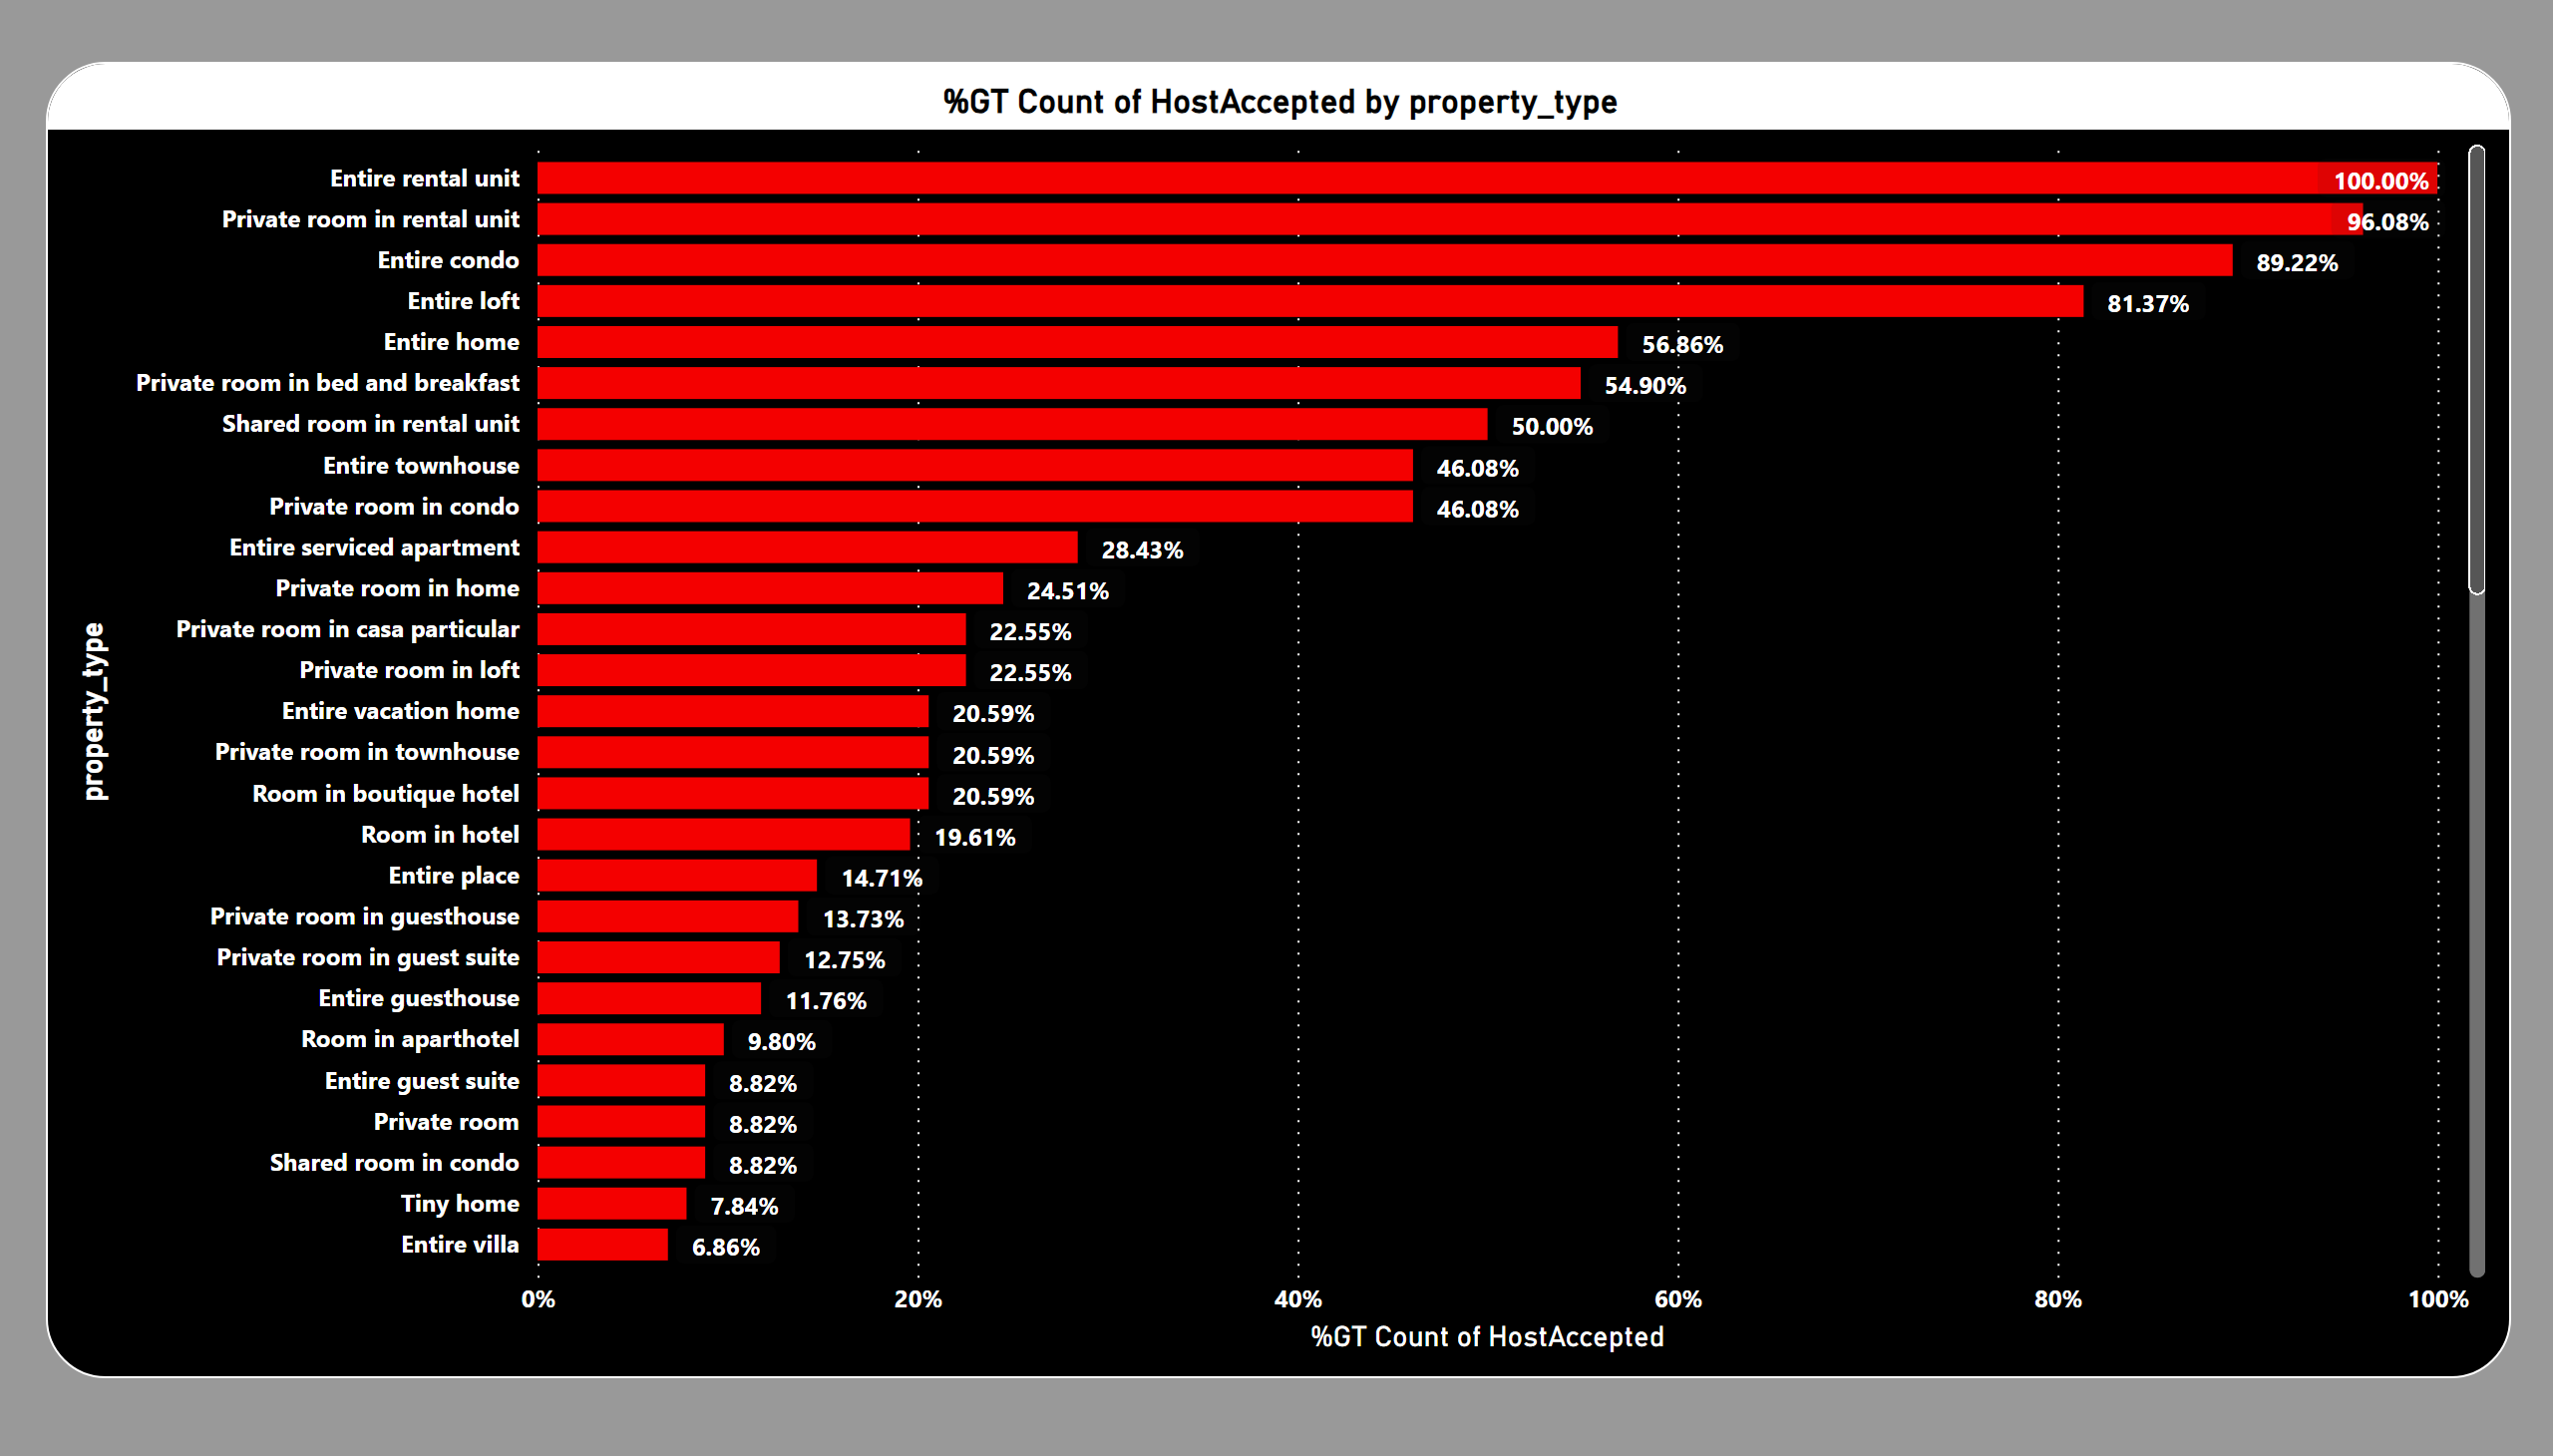 %GT Count of HostAccepted by property_type
Entire rental unit 100.00%
Private room in rental unit 96.08%
Entire condo 89.22%
Entire loft 81.37%
Entire home 56.86%
Private room in bed and breakfast 54.90%
Shared room in rental unit 50.00%
Entire townhouse 46.08%
Private room in condo 46.08%
Entire serviced apartment 28.43%
Private room in home 24.51%
Private room in casa particular 22.55%
Private room in loft 22.55%
Entire vacation home 20.59%
Private room in townhouse 20.59%
Room in boutique hotel 20.59%
Room in hotel 19.61%
Entire place 14.71%
Private room in guesthouse 13.73%
Private room in guest suite 12.75%
Entire guesthouse 11.76%
Room in aparthotel 9.80%
Entire guest suite 8.82%
Private room 8.82%
Shared room in condo 8.82%
Tiny home 7.84%
Entire villa 6.86%
property_type
0% 20% 40% 60% 80% 100%
%GT Count of HostAccepted